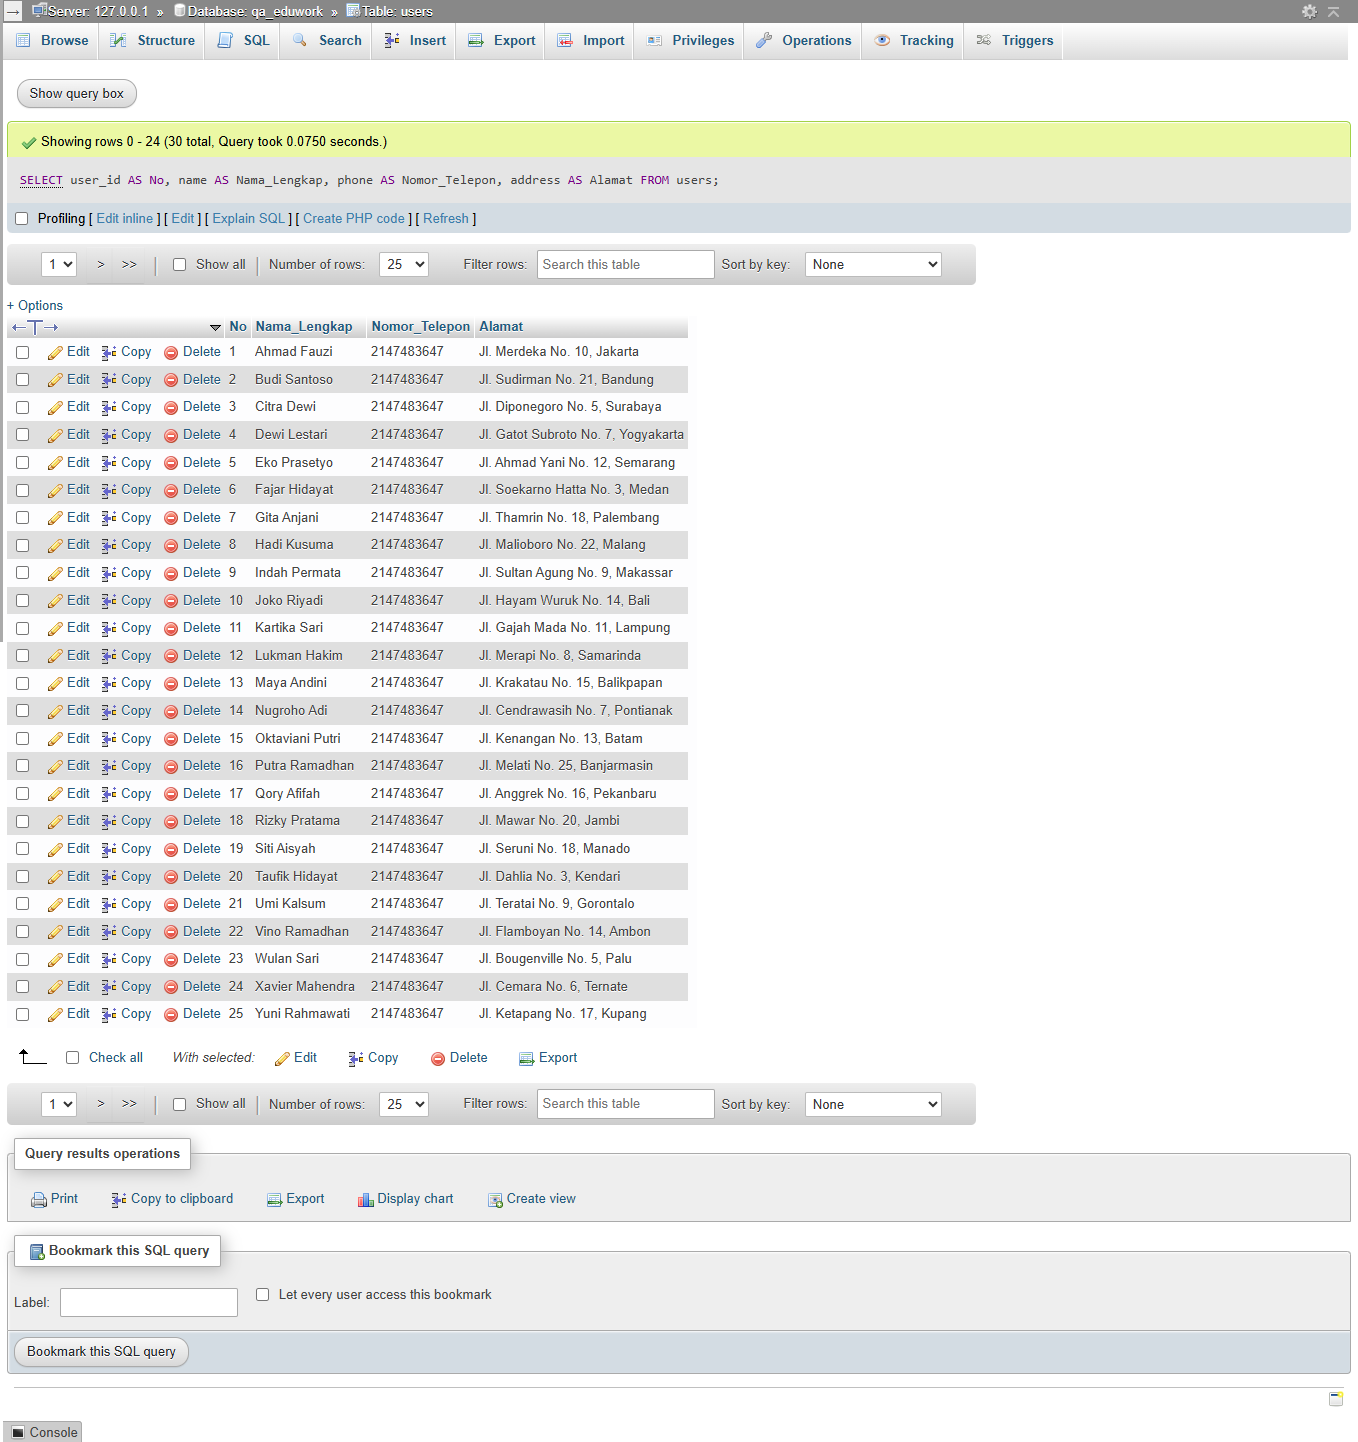 Server: 127.0.0.1 » Database: qa_eduwork » Table: users
Browse Structure SQL Search Insert Export Import Privileges Operations Tracking Triggers
Show query box
Showing rows 0 - 24 (30 total, Query took 0.0750 seconds.)
SELECT user_id AS No, name AS Nama_Lengkap, phone AS Nomor_Telepon, address AS Alamat FROM users;
Profiling [ Edit inline ] [ Edit ] [ Explain SQL ] [ Create PHP code ] [ Refresh ]
1 > >> | Show all | Number of rows: 25 Filter rows: Search this table Sort by key: None
+ Options
←T→ No Nama_Lengkap Nomor_Telepon Alamat
Edit Copy Delete 1 Ahmad Fauzi 2147483647 Jl. Merdeka No. 10, Jakarta
Edit Copy Delete 2 Budi Santoso 2147483647 Jl. Sudirman No. 21, Bandung
Edit Copy Delete 3 Citra Dewi 2147483647 Jl. Diponegoro No. 5, Surabaya
Edit Copy Delete 4 Dewi Lestari 2147483647 Jl. Gatot Subroto No. 7, Yogyakarta
Edit Copy Delete 5 Eko Prasetyo 2147483647 Jl. Ahmad Yani No. 12, Semarang
Edit Copy Delete 6 Fajar Hidayat 2147483647 Jl. Soekarno Hatta No. 3, Medan
Edit Copy Delete 7 Gita Anjani 2147483647 Jl. Thamrin No. 18, Palembang
Edit Copy Delete 8 Hadi Kusuma 2147483647 Jl. Malioboro No. 22, Malang
Edit Copy Delete 9 Indah Permata 2147483647 Jl. Sultan Agung No. 9, Makassar
Edit Copy Delete 10 Joko Riyadi 2147483647 Jl. Hayam Wuruk No. 14, Bali
Edit Copy Delete 11 Kartika Sari 2147483647 Jl. Gajah Mada No. 11, Lampung
Edit Copy Delete 12 Lukman Hakim 2147483647 Jl. Merapi No. 8, Samarinda
Edit Copy Delete 13 Maya Andini 2147483647 Jl. Krakatau No. 15, Balikpapan
Edit Copy Delete 14 Nugroho Adi 2147483647 Jl. Cendrawasih No. 7, Pontianak
Edit Copy Delete 15 Oktaviani Putri 2147483647 Jl. Kenangan No. 13, Batam
Edit Copy Delete 16 Putra Ramadhan 2147483647 Jl. Melati No. 25, Banjarmasin
Edit Copy Delete 17 Qory Afifah 2147483647 Jl. Anggrek No. 16, Pekanbaru
Edit Copy Delete 18 Rizky Pratama 2147483647 Jl. Mawar No. 20, Jambi
Edit Copy Delete 19 Siti Aisyah 2147483647 Jl. Seruni No. 18, Manado
Edit Copy Delete 20 Taufik Hidayat 2147483647 Jl. Dahlia No. 3, Kendari
Edit Copy Delete 21 Umi Kalsum 2147483647 Jl. Teratai No. 9, Gorontalo
Edit Copy Delete 22 Vino Ramadhan 2147483647 Jl. Flamboyan No. 14, Ambon
Edit Copy Delete 23 Wulan Sari 2147483647 Jl. Bougenville No. 5, Palu
Edit Copy Delete 24 Xavier Mahendra 2147483647 Jl. Cemara No. 6, Ternate
Edit Copy Delete 25 Yuni Rahmawati 2147483647 Jl. Ketapang No. 17, Kupang
Check all With selected: Edit Copy Delete Export
1 > >> | Show all | Number of rows: 25 Filter rows: Search this table Sort by key: None
Query results operations
Print Copy to clipboard Export Display chart Create view
Bookmark this SQL query
Label: Let every user access this bookmark
Bookmark this SQL query
Console